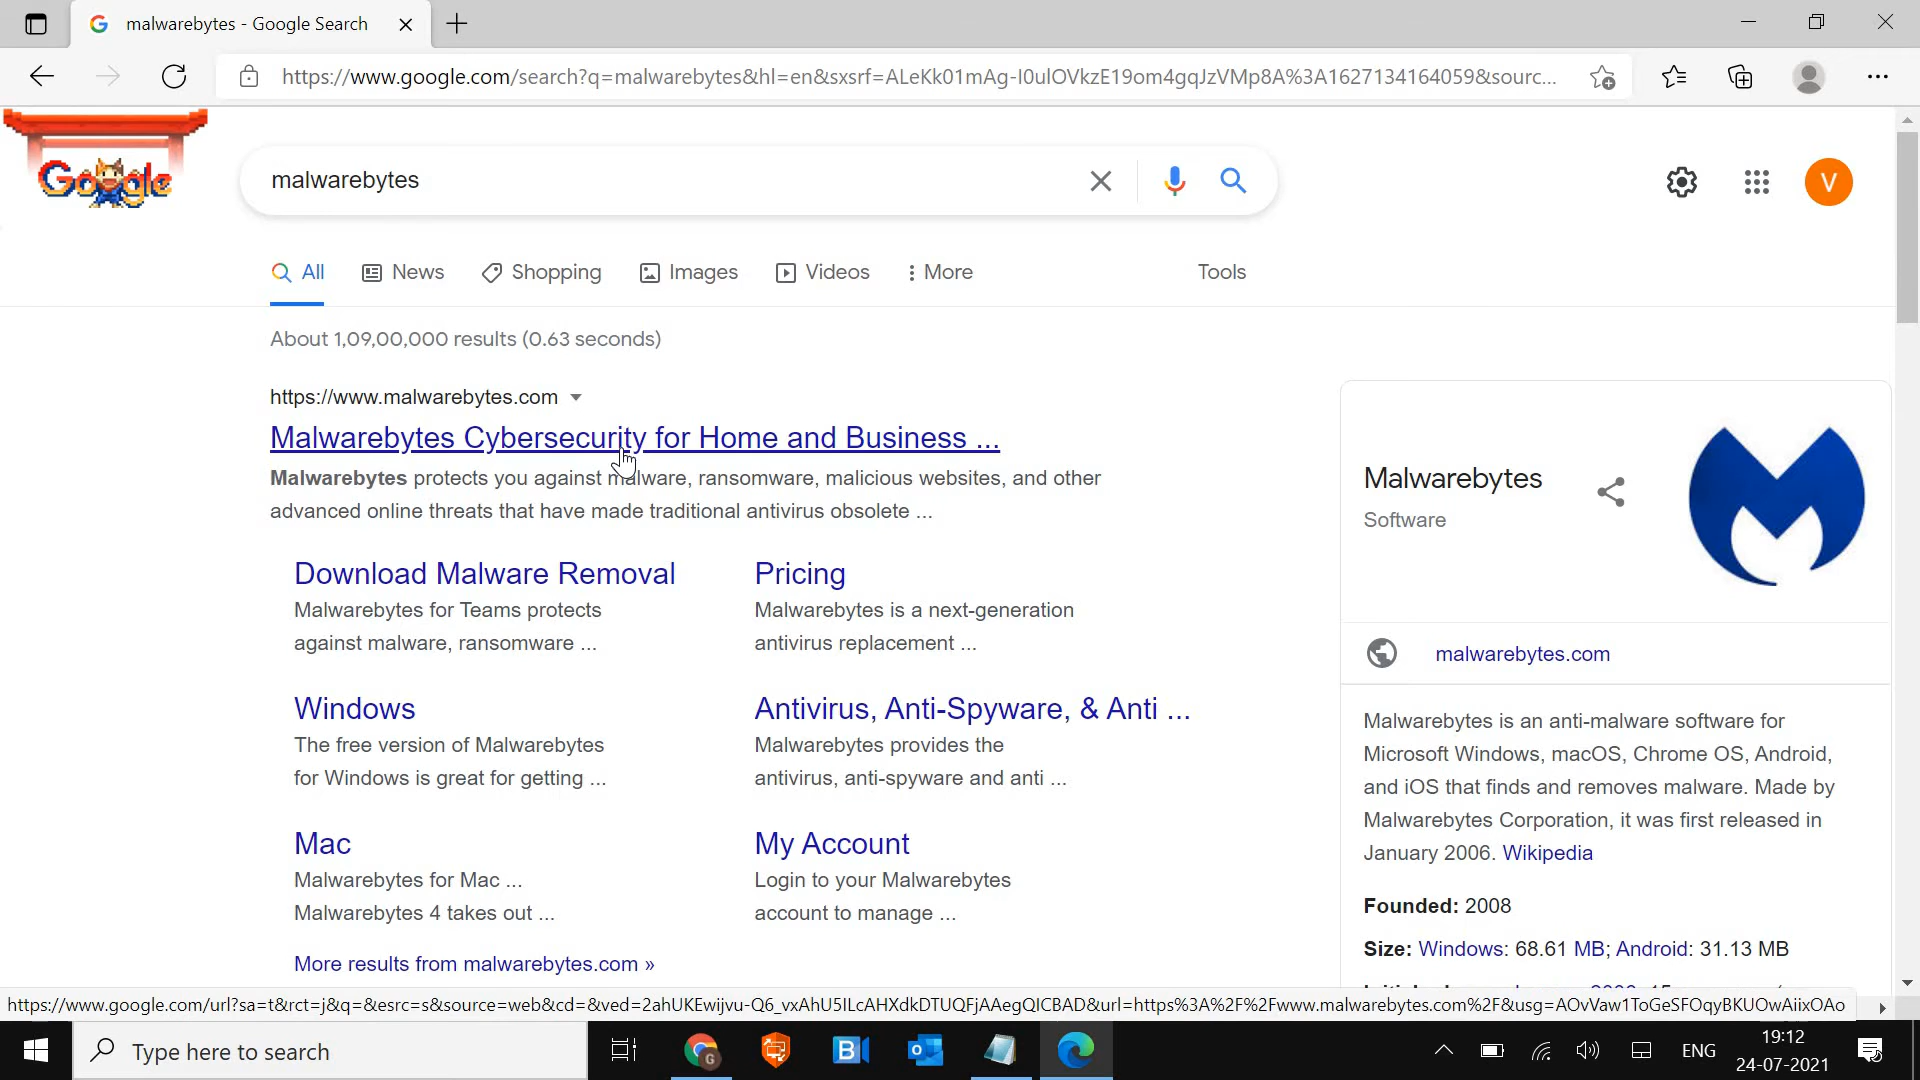 malwarebytes - Google Search
https://www.google.com/search?q=malwarebytes&hl=en&sxsrf=ALeKk01mAg-I0ulOVkzE19om4gqJzVMp8A%3A1627134164059&sourc...
Google
malwarebytes
V
All
News
Shopping
Images
Videos
More
Tools
About 1,09,00,000 results (0.63 seconds)
https://www.malwarebytes.com
Malwarebytes Cybersecurity for Home and Business ...
Malwarebytes protects you against malware, ransomware, malicious websites, and other
advanced online threats that have made traditional antivirus obsolete ...
Download Malware Removal
Malwarebytes for Teams protects
against malware, ransomware ...
Pricing
Malwarebytes is a next-generation
antivirus replacement ...
Windows
The free version of Malwarebytes
for Windows is great for getting ...
Antivirus, Anti-Spyware, & Anti ...
Malwarebytes provides the
antivirus, anti-spyware and anti ...
Mac
Malwarebytes for Mac ...
Malwarebytes 4 takes out ...
My Account
Login to your Malwarebytes
account to manage ...
More results from malwarebytes.com »
Malwarebytes
Software
malwarebytes.com
Malwarebytes is an anti-malware software for
Microsoft Windows, macOS, Chrome OS, Android,
and iOS that finds and removes malware. Made by
Malwarebytes Corporation, it was first released in
January 2006. Wikipedia
Founded: 2008
Size: Windows: 68.61 MB; Android: 31.13 MB
https://www.google.com/url?sa=t&rct=j&q=&esrc=s&source=web&cd=&ved=2ahUKEwijvu-Q6_vxAhU5ILcAHXdkDTUQFjAAegQICBAD&url=https%3A%2F%2Fwww.malwarebytes.com%2F&usg=AOvVaw1ToGeSFOqyBKUOwAiixOAo
Type here to search
G
B
ENG
19:12
24-07-2021